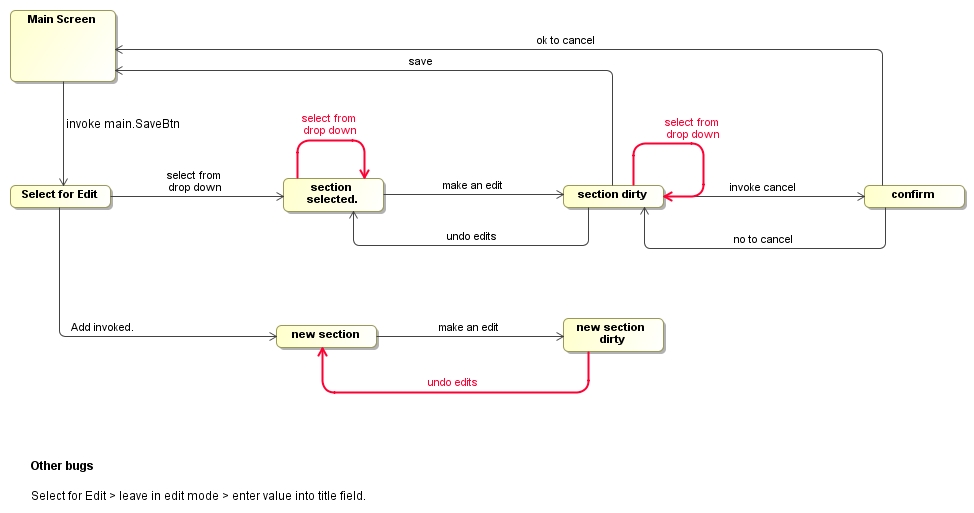 Main Screen
ok to cancel
save
invoke main.SaveBtn
select from
drop down
select from
drop down
select from
drop down
Select for Edit
section
selected.
make an edit
section dirty
invoke cancel
confirm
undo edits
no to cancel
Add invoked.
new section
make an edit
new section
dirty
undo edits
Other bugs
Select for Edit > leave in edit mode > enter value into title field.